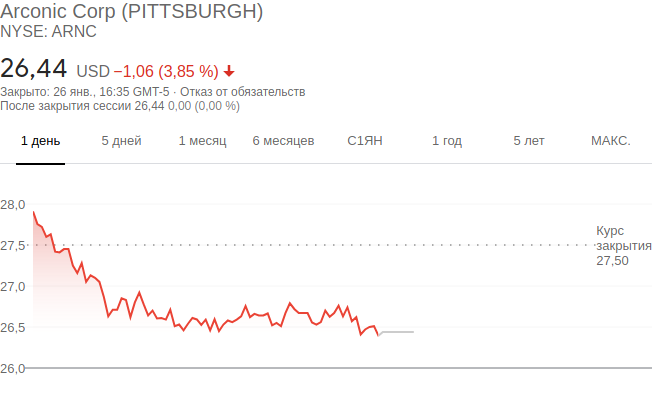 Arconic Corp (PITTSBURGH)
NYSE: ARNC
26,44 USD −1,06 (3,85 %)
Закрыто: 26 янв., 16:35 GMT-5 · Отказ от обязательств
После закрытия сессии 26,44 0,00 (0,00 %)
1 день 5 дней 1 месяц 6 месяцев С1ЯН 1 год 5 лет МАКС.
28,0
Курс
27,5 закрытия
27,50
27,0
26,5
26,0